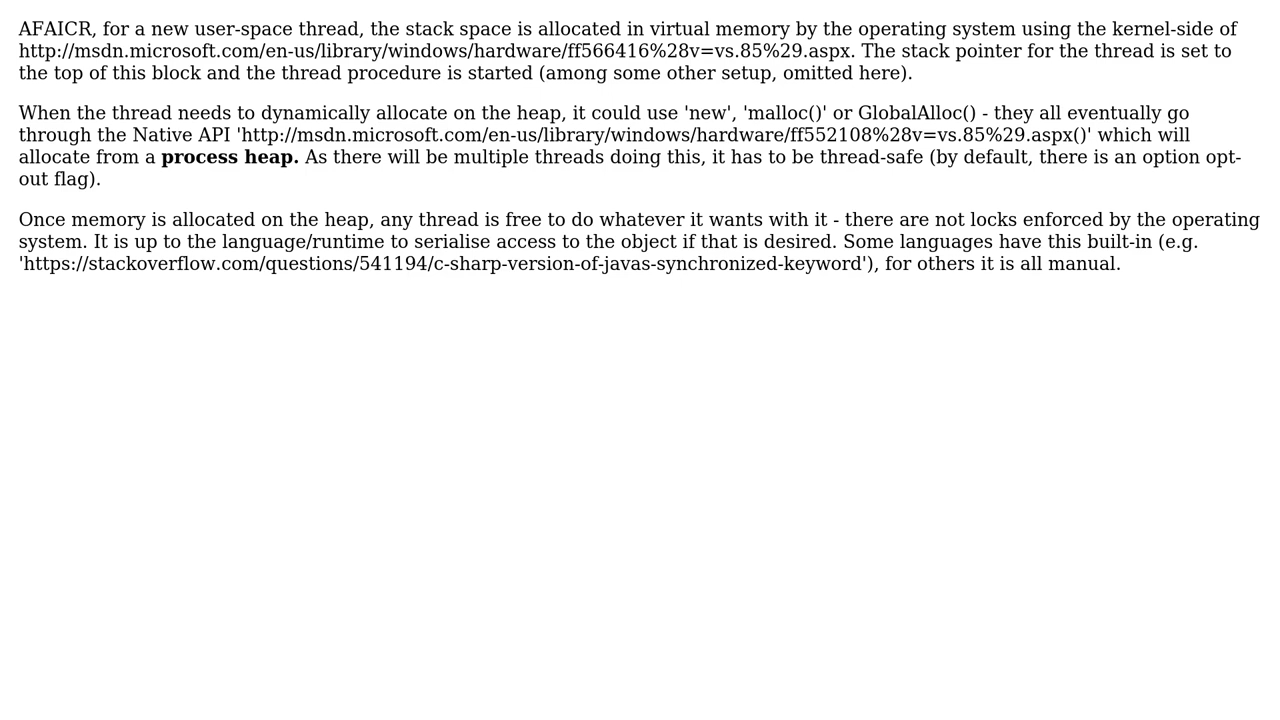 AFAICR, for a new user-space thread, the stack space is allocated in virtual memory by the operating system using the kernel-side of
http://msdn.microsoft.com/en-us/library/windows/hardware/ff566416%28v=vs.85%29.aspx. The stack pointer for the thread is set to
the top of this block and the thread procedure is started (among some other setup, omitted here).
When the thread needs to dynamically allocate on the heap, it could use 'new', 'malloc()' or GlobalAlloc() - they all eventually go
through the Native API 'http://msdn.microsoft.com/en-us/library/windows/hardware/ff552108%28v=vs.85%29.aspx()' which will
allocate from a process heap. As there will be multiple threads doing this, it has to be thread-safe (by default, there is an option opt-
out flag).
Once memory is allocated on the heap, any thread is free to do whatever it wants with it - there are not locks enforced by the operating
system. It is up to the language/runtime to serialise access to the object if that is desired. Some languages have this built-in (e.g.
'https://stackoverflow.com/questions/541194/c-sharp-version-of-javas-synchronized-keyword'), for others it is all manual.